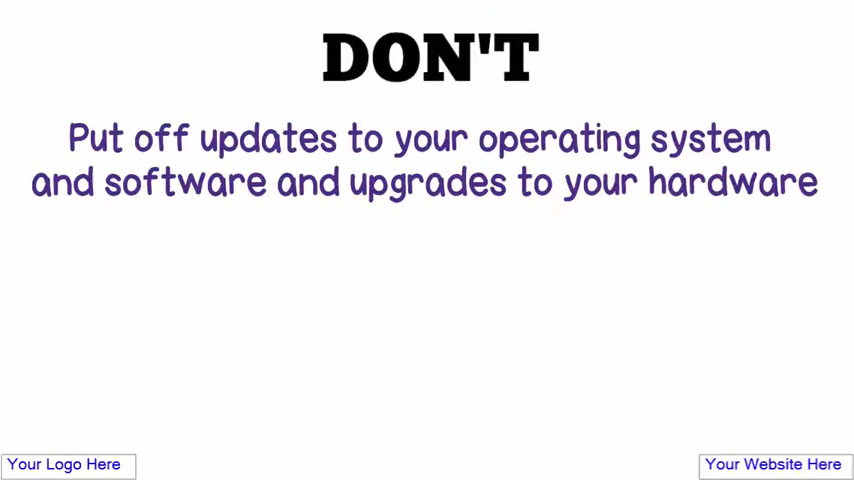 DON'T
Put off updates to your operating system
and software and upgrades to your hardware
Your Logo Here
Your Website Here